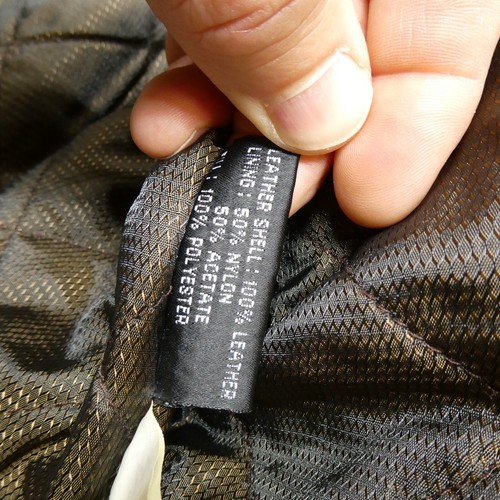 LEATHER SHELL: 100% LEATHER
LINING: 50% NYLON
50% ACETATE
: 100% POLYESTER